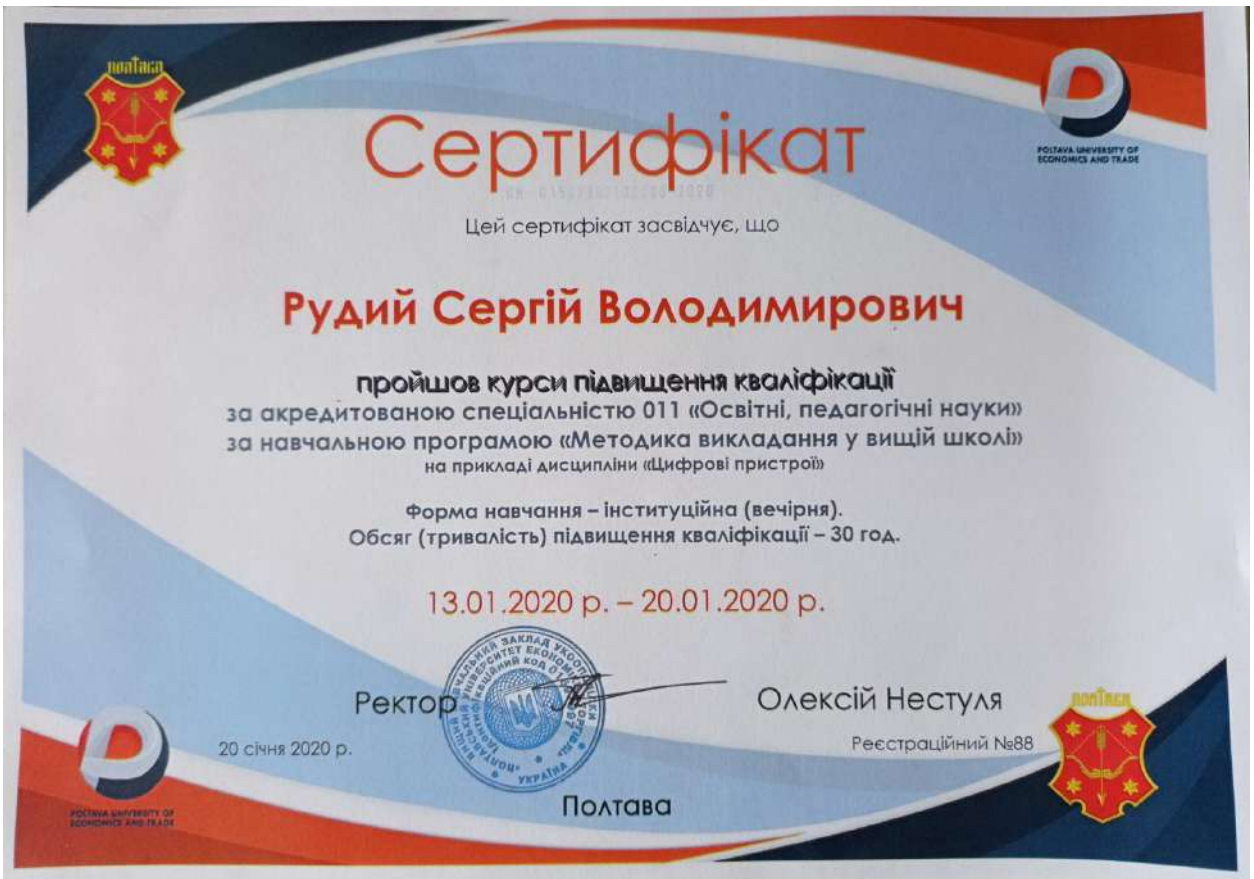 ПОЛТАВА
POLTAVA UNIVERSITY OF
ECONOMICS AND TRADE
Сертифікат
Цей сертифікат засвідчує, що
Рудий Сергій Володимирович
пройшов курси підвищення кваліфікації
за акредитованою спеціальністю 011 «Освітні, педагогічні науки»
за навчальною програмою «Методика викладання у вищій школі»
на прикладі дисципліни «Цифрові пристрої»
Форма навчання – інституційна (вечірня).
Обсяг (тривалість) підвищення кваліфікації – 30 год.
13.01.2020 р. – 20.01.2020 р.
Ректор
Олексій Нестуля
20 січня 2020 р.
Реєстраційний №88
УКРАЇНА
Полтава
POLTAVA UNIVERSITY OF
ECONOMICS AND TRADE
ПОЛТАВА